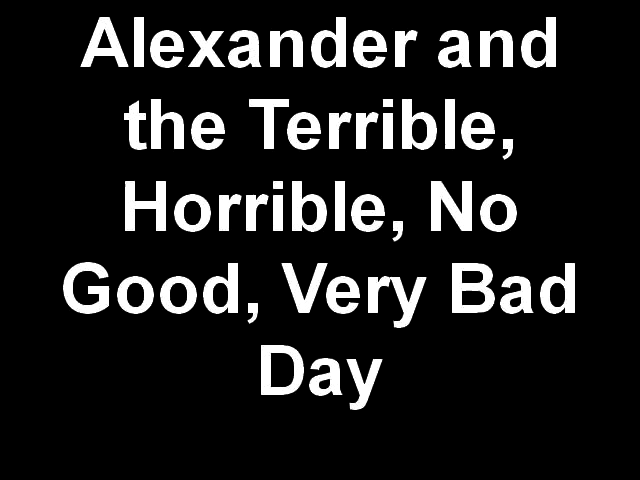 Alexander and
the Terrible,
Horrible, No
Good, Very Bad
Day